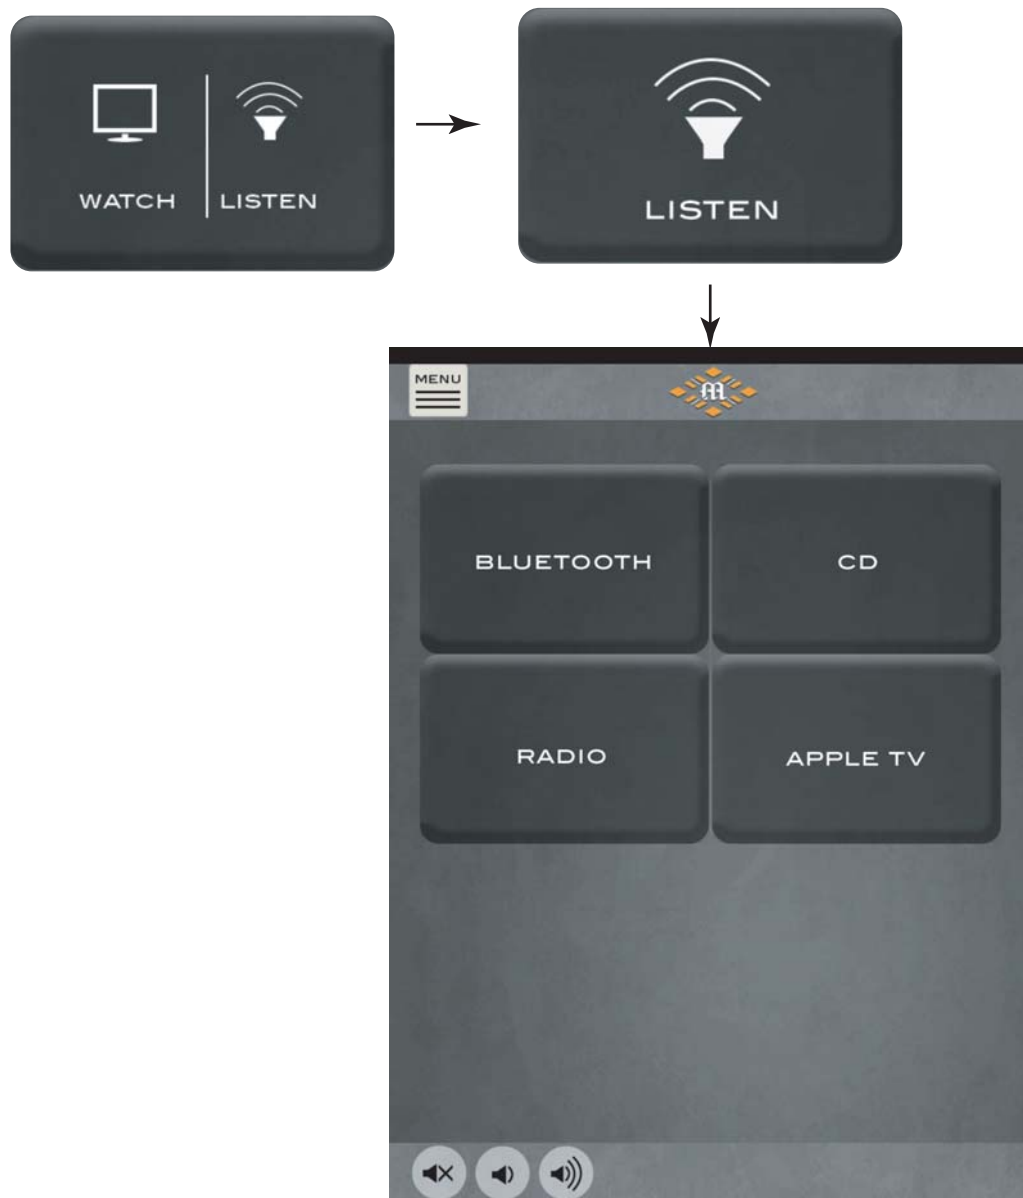 WATCH
LISTEN
LISTEN
MENU
M
BLUETOOTH
CD
RADIO
APPLE TV